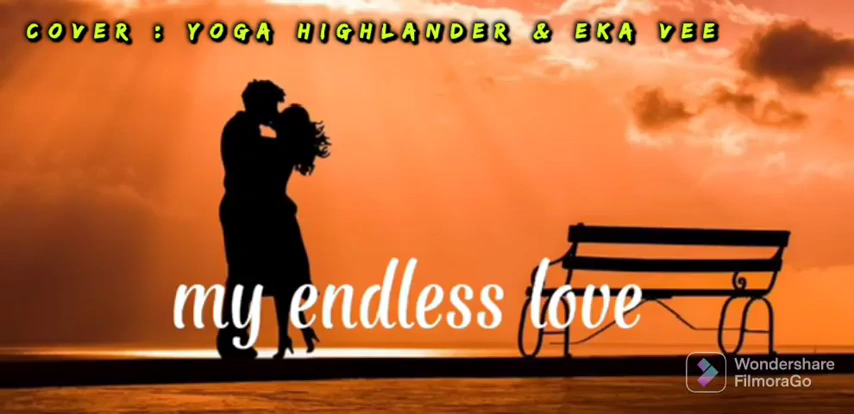 COVER : YOGA HIGHLANDER & EKA VEE
my endless love
Wondershare
FilmoraGo